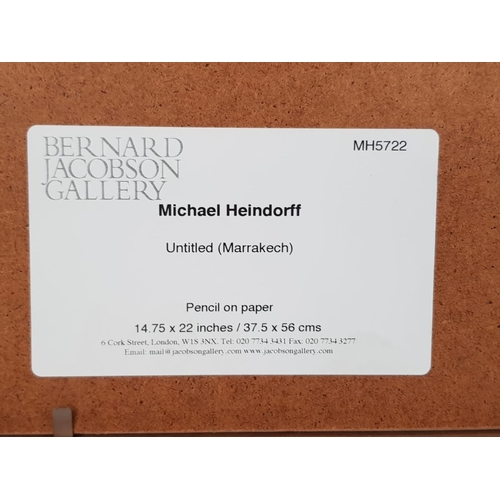 BERNARD
JACOBSON
GALLERY
MH5722
Michael Heindorff
Untitled (Marrakech)
Pencil on paper
14.75 x 22 inches / 37.5 x 56 cms
6 Cork Street, London, W1S 3NX. Tel: 020 7734 3431 Fax: 020 7734 3277
Email: mail@jacobsongallery.com www.jacobsongallery.com